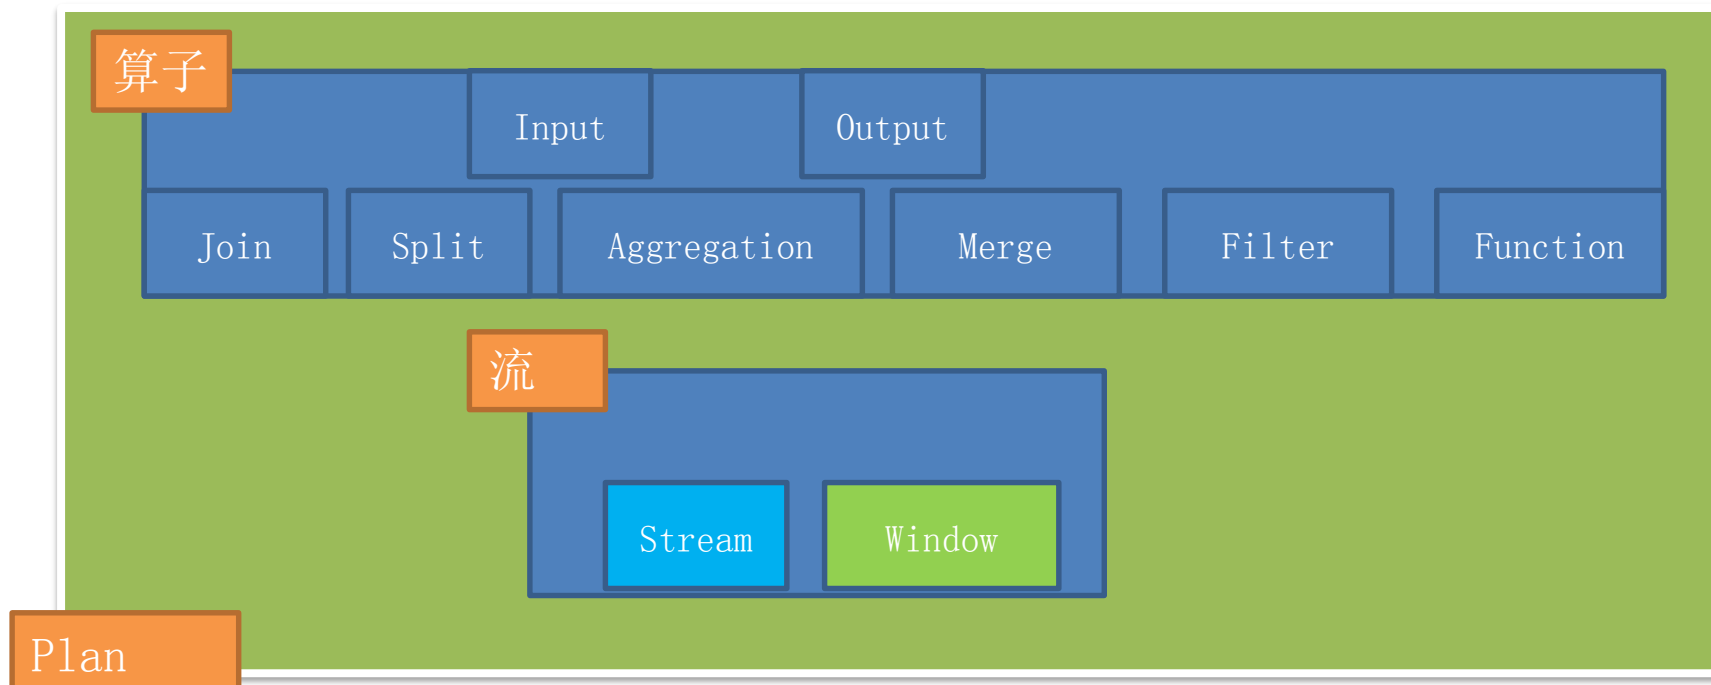 算子
Input
Output
Join
Split
Aggregation
Merge
Filter
Function
流
Stream
Window
Plan